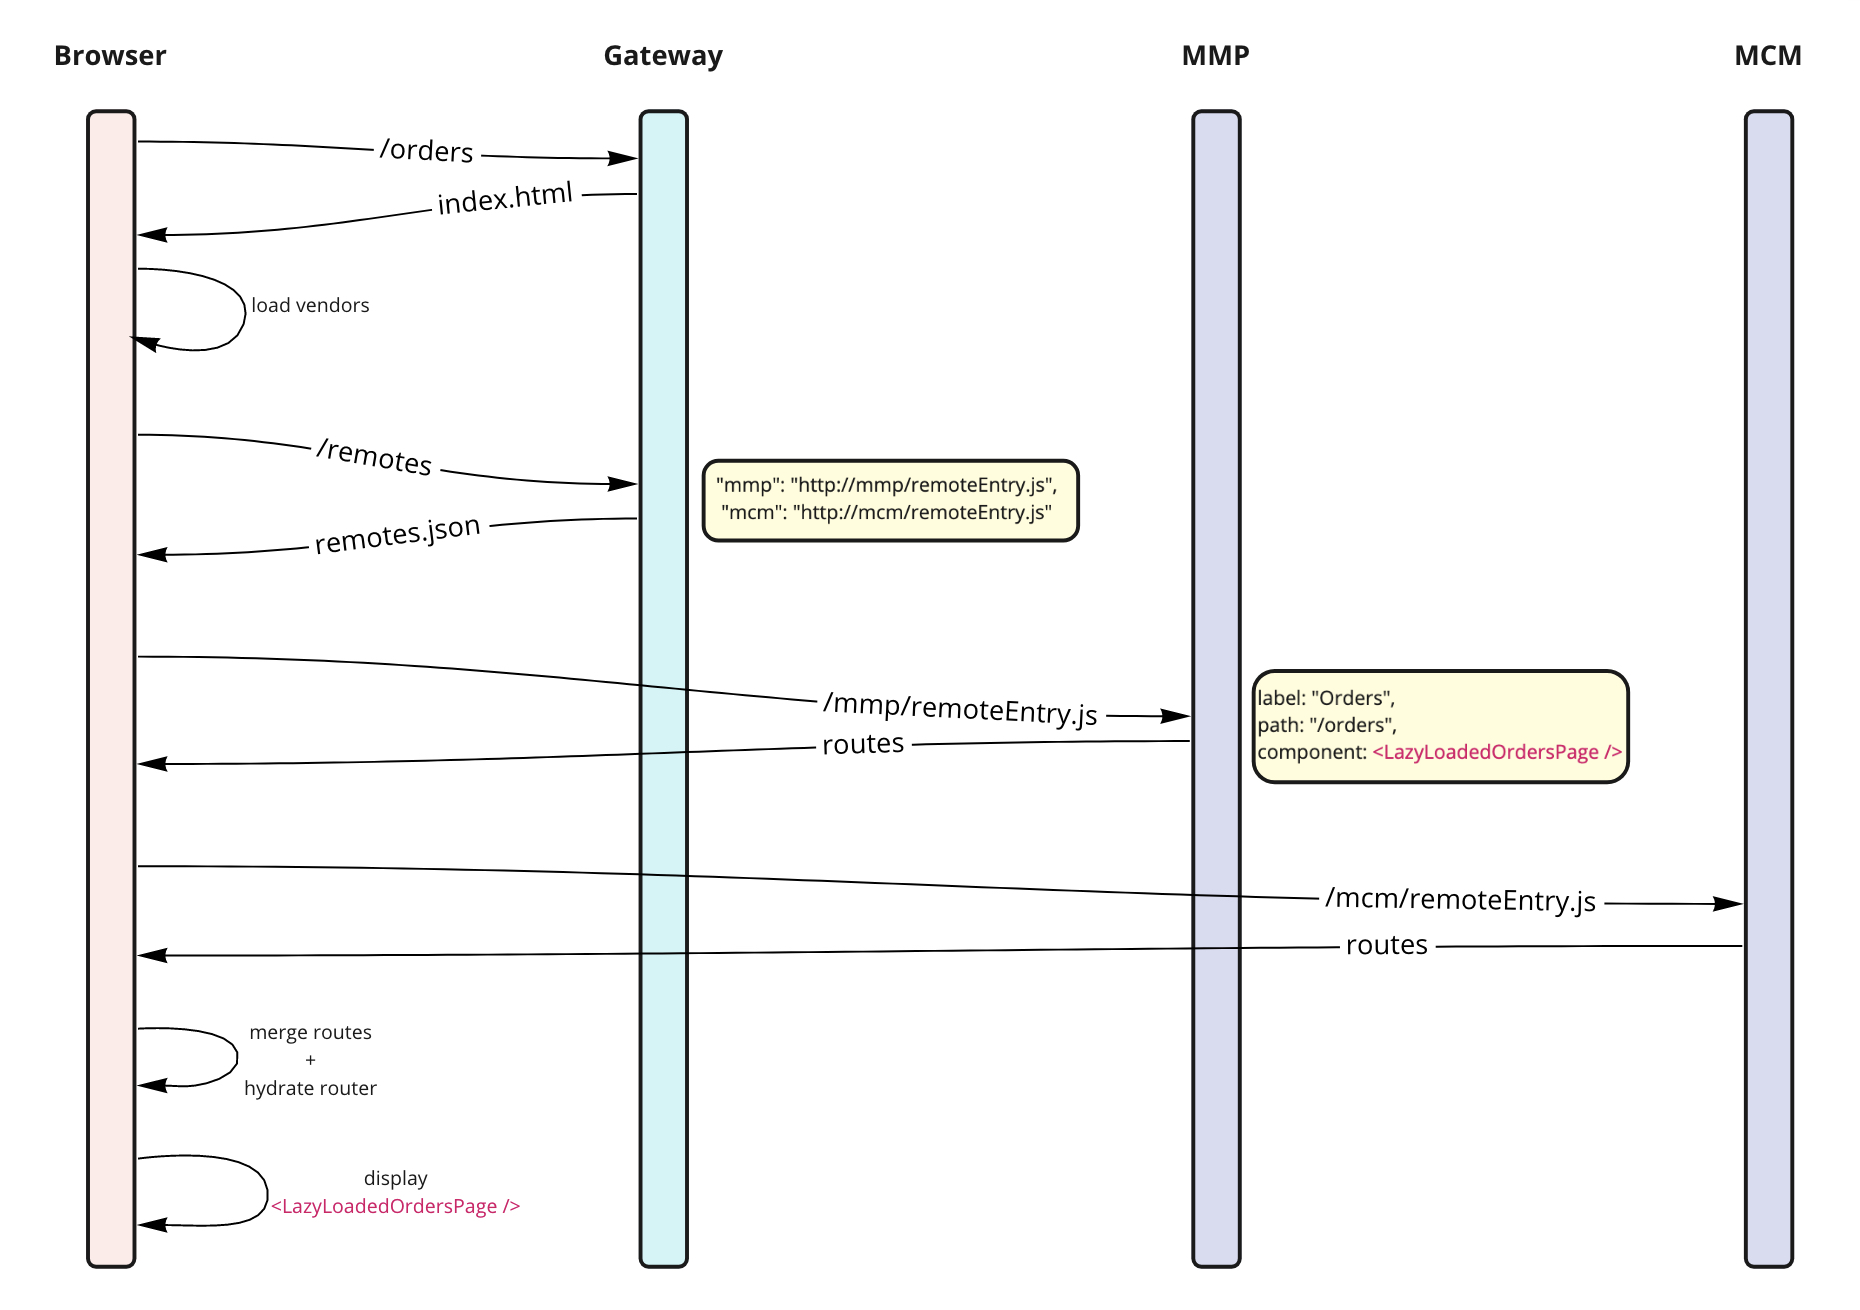 Browser
Gateway
MMP
MCM
/orders
index.html
load vendors
/remotes
"mmp": "http://mmp/remoteEntry.js",
"mcm": "http://mcm/remoteEntry.js"
remotes.json
/mmp/remoteEntry.js
routes
label: "Orders",
path: "/orders",
component: <LazyLoadedOrdersPage />
/mcm/remoteEntry.js
routes
merge routes
+
hydrate router
display
<LazyLoadedOrdersPage />